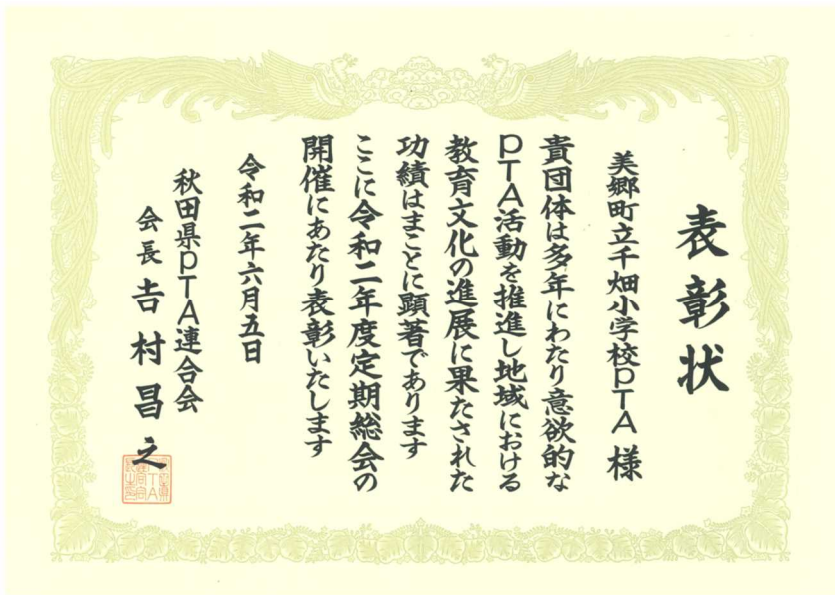 表彰状
美郷町立千畑小学校PTA 様
貴団体は多年にわたり意欲的な
PTA活動を推進し地域における
教育文化の進展に果たされた
功績はまことに顕著であります
ここに令和二年度定期総会の
開催にあたり表彰いたします
令和二年六月五日
秋田県PTA連合会
会長 𠮷村昌之